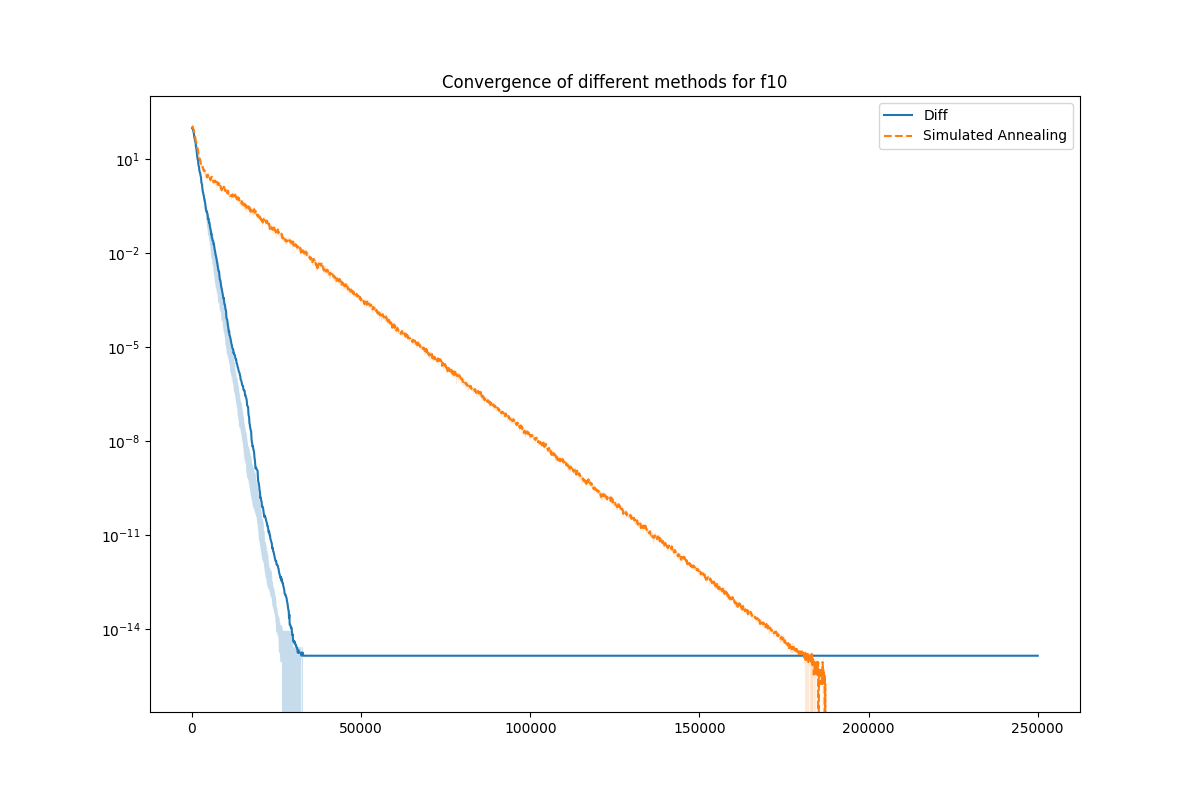 Convergence of different methods for f10
Diff
Simulated Annealing
10¹
10⁻²
10⁻⁵
10⁻⁸
10⁻¹¹
10⁻¹⁴
0 50000 100000 150000 200000 250000